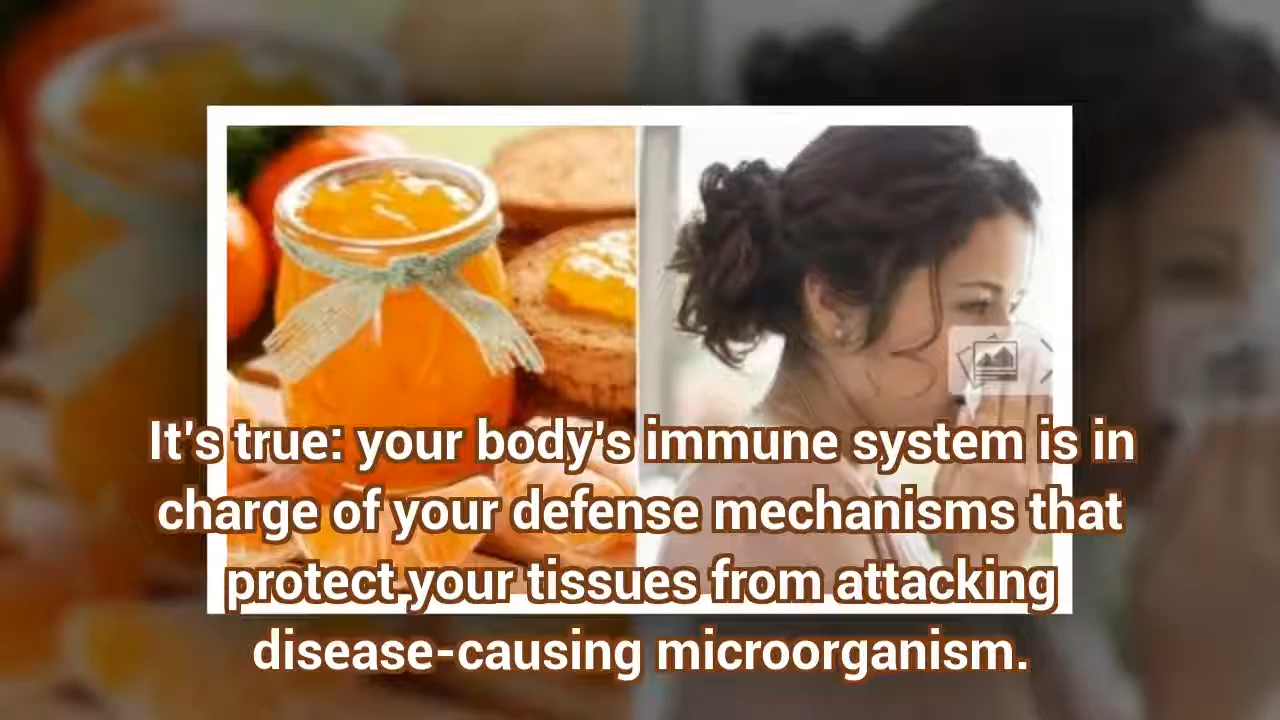 It's true: your body's immune system is in
charge of your defense mechanisms that
protect your tissues from attacking
disease-causing microorganism.